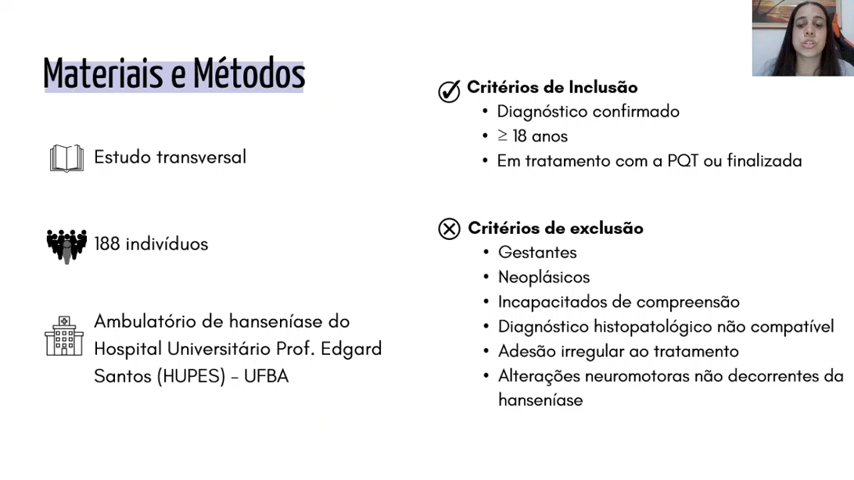 Materiais e Métodos
Estudo transversal
188 indivíduos
Ambulatório de hanseníase do
Hospital Universitário Prof. Edgard
Santos (HUPES) – UFBA
Critérios de Inclusão
• Diagnóstico confirmado
• ≥ 18 anos
• Em tratamento com a PQT ou finalizada
Critérios de exclusão
• Gestantes
• Neoplásicos
• Incapacitados de compreensão
• Diagnóstico histopatológico não compatível
• Adesão irregular ao tratamento
• Alterações neuromotoras não decorrentes da
hanseníase